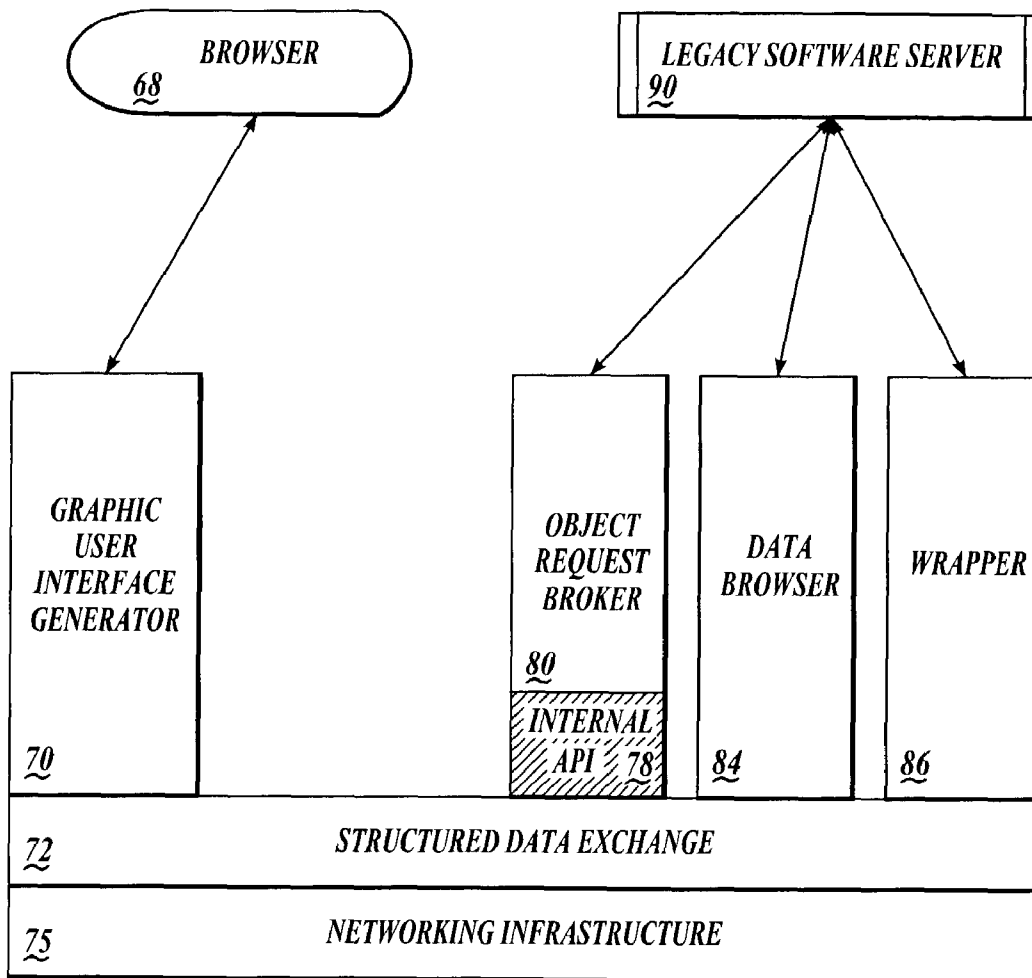 BROWSER
68
LEGACY SOFTWARE SERVER
90
GRAPHIC
USER
INTERFACE
GENERATOR
70
OBJECT
REQUEST
BROKER
80
INTERNAL
API 78
DATA
BROWSER
84
WRAPPER
86
72 STRUCTURED DATA EXCHANGE
75 NETWORKING INFRASTRUCTURE